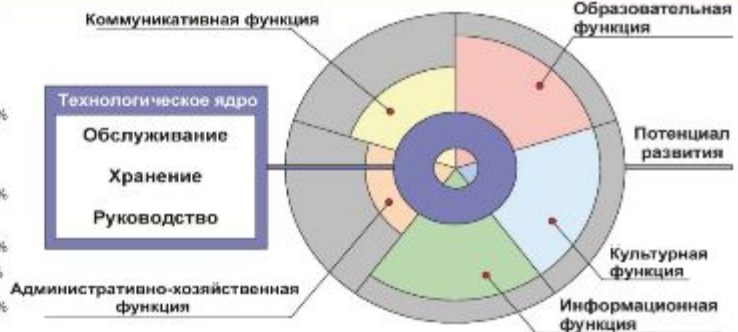 Коммуникативная функция
Образовательная
функция
Технологическое ядро
Обслуживание
Хранение
Руководство
Потенциал
развития
Культурная
функция
Административно-хозяйственная
функция
Информационная
функция
%
%
%
%
%